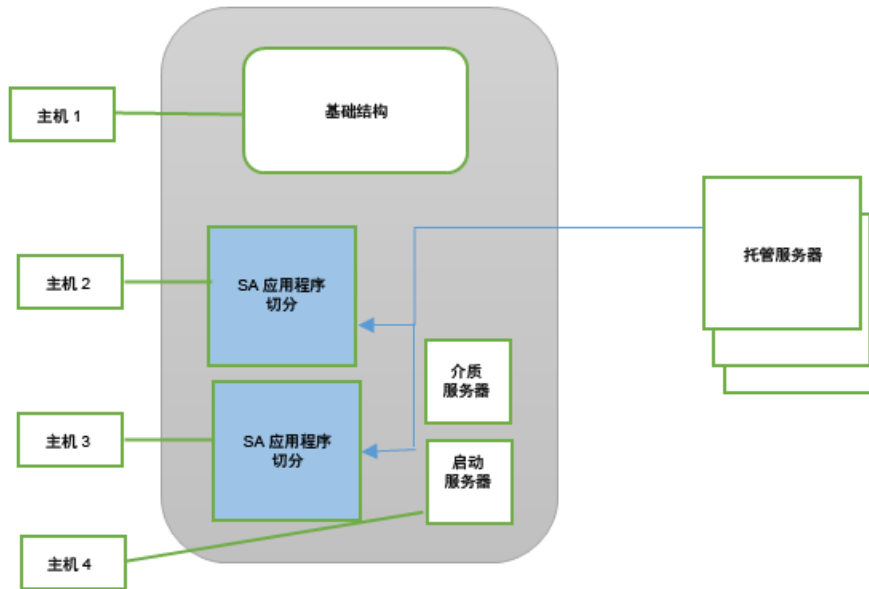 基础结构
主机 1
托管服务器
主机 2
SA 应用程序
切分
介质
服务器
主机 3
SA 应用程序
切分
启动
服务器
主机 4